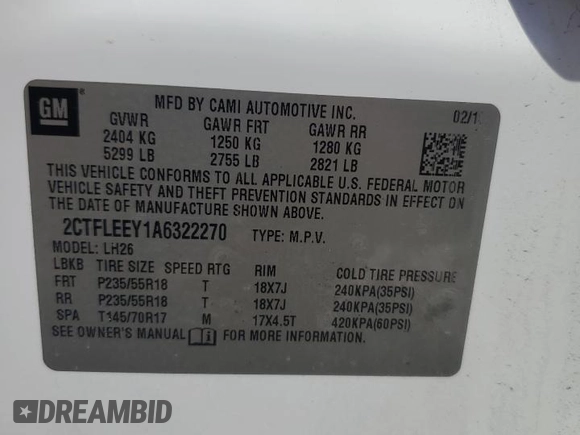 GM ®
MFD BY CAMI AUTOMOTIVE INC. 02/1
GVWR GAWR FRT GAWR RR
2404 KG 1250 KG 1280 KG
5299 LB 2755 LB 2821 LB
THIS VEHICLE CONFORMS TO ALL APPLICABLE U.S. FEDERAL MOTOR
VEHICLE SAFETY AND THEFT PREVENTION STANDARDS IN EFFECT ON
THE DATE OF MANUFACTURE SHOWN ABOVE.
2CTFLEEY1A6322270 TYPE: M.P.V.
MODEL: LH26
LBKB TIRE SIZE SPEED RTG RIM COLD TIRE PRESSURE
FRT P235/55R18 T 18X7J 240KPA(35PSI)
RR P235/55R18 T 18X7J 240KPA(35PSI)
SPA T145/70R17 M 17X4.5T 420KPA(60PSI)
SEE OWNER'S MANUAL FOR MORE INFORMATION.
DREAMBID